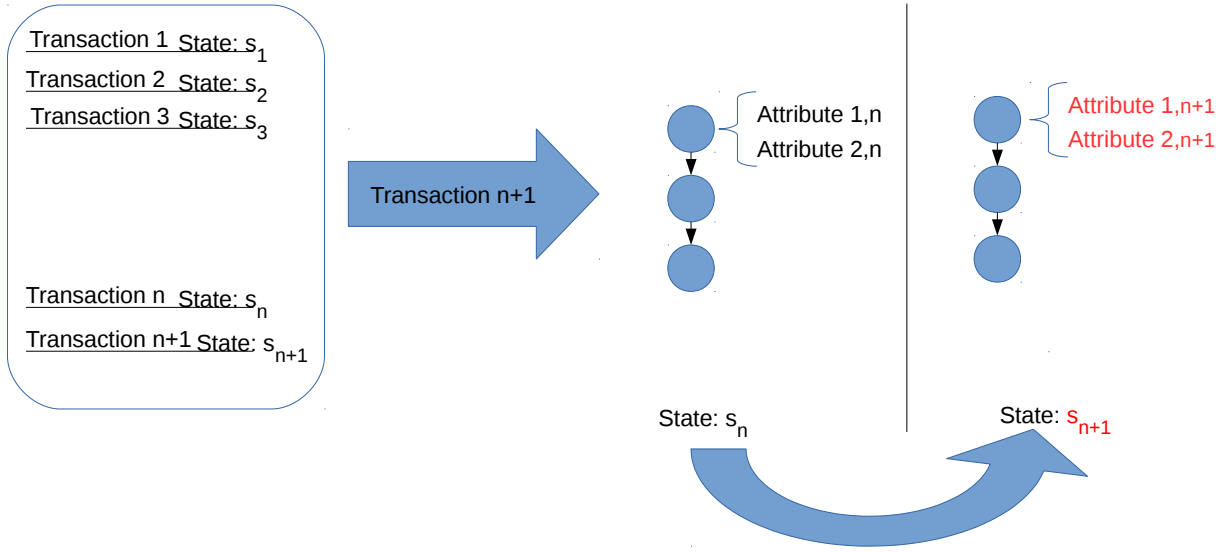 Transaction 1 State: s1
Transaction 2 State: s2
Transaction 3 State: s3
Transaction n State: sn
Transaction n+1 State: sn+1
Transaction n+1
Attribute 1,n
Attribute 2,n
State: sn
Attribute 1,n+1
Attribute 2,n+1
State: sn+1